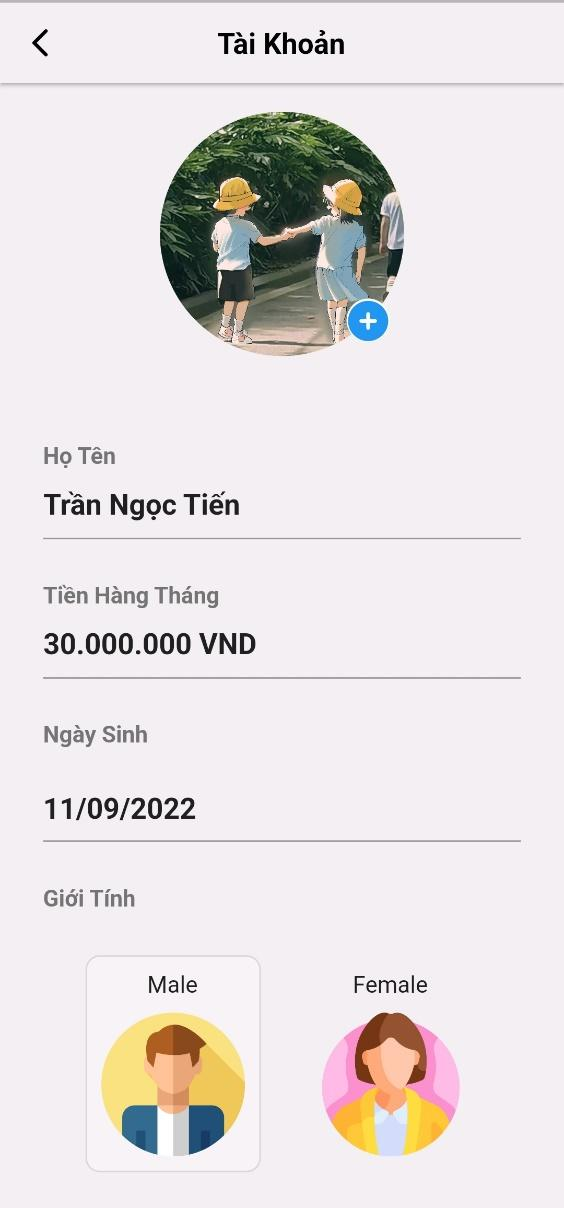 Tài Khoản
Họ Tên
Trần Ngọc Tiến
Tiền Hàng Tháng
30.000.000 VND
Ngày Sinh
11/09/2022
Giới Tính
Male
Female